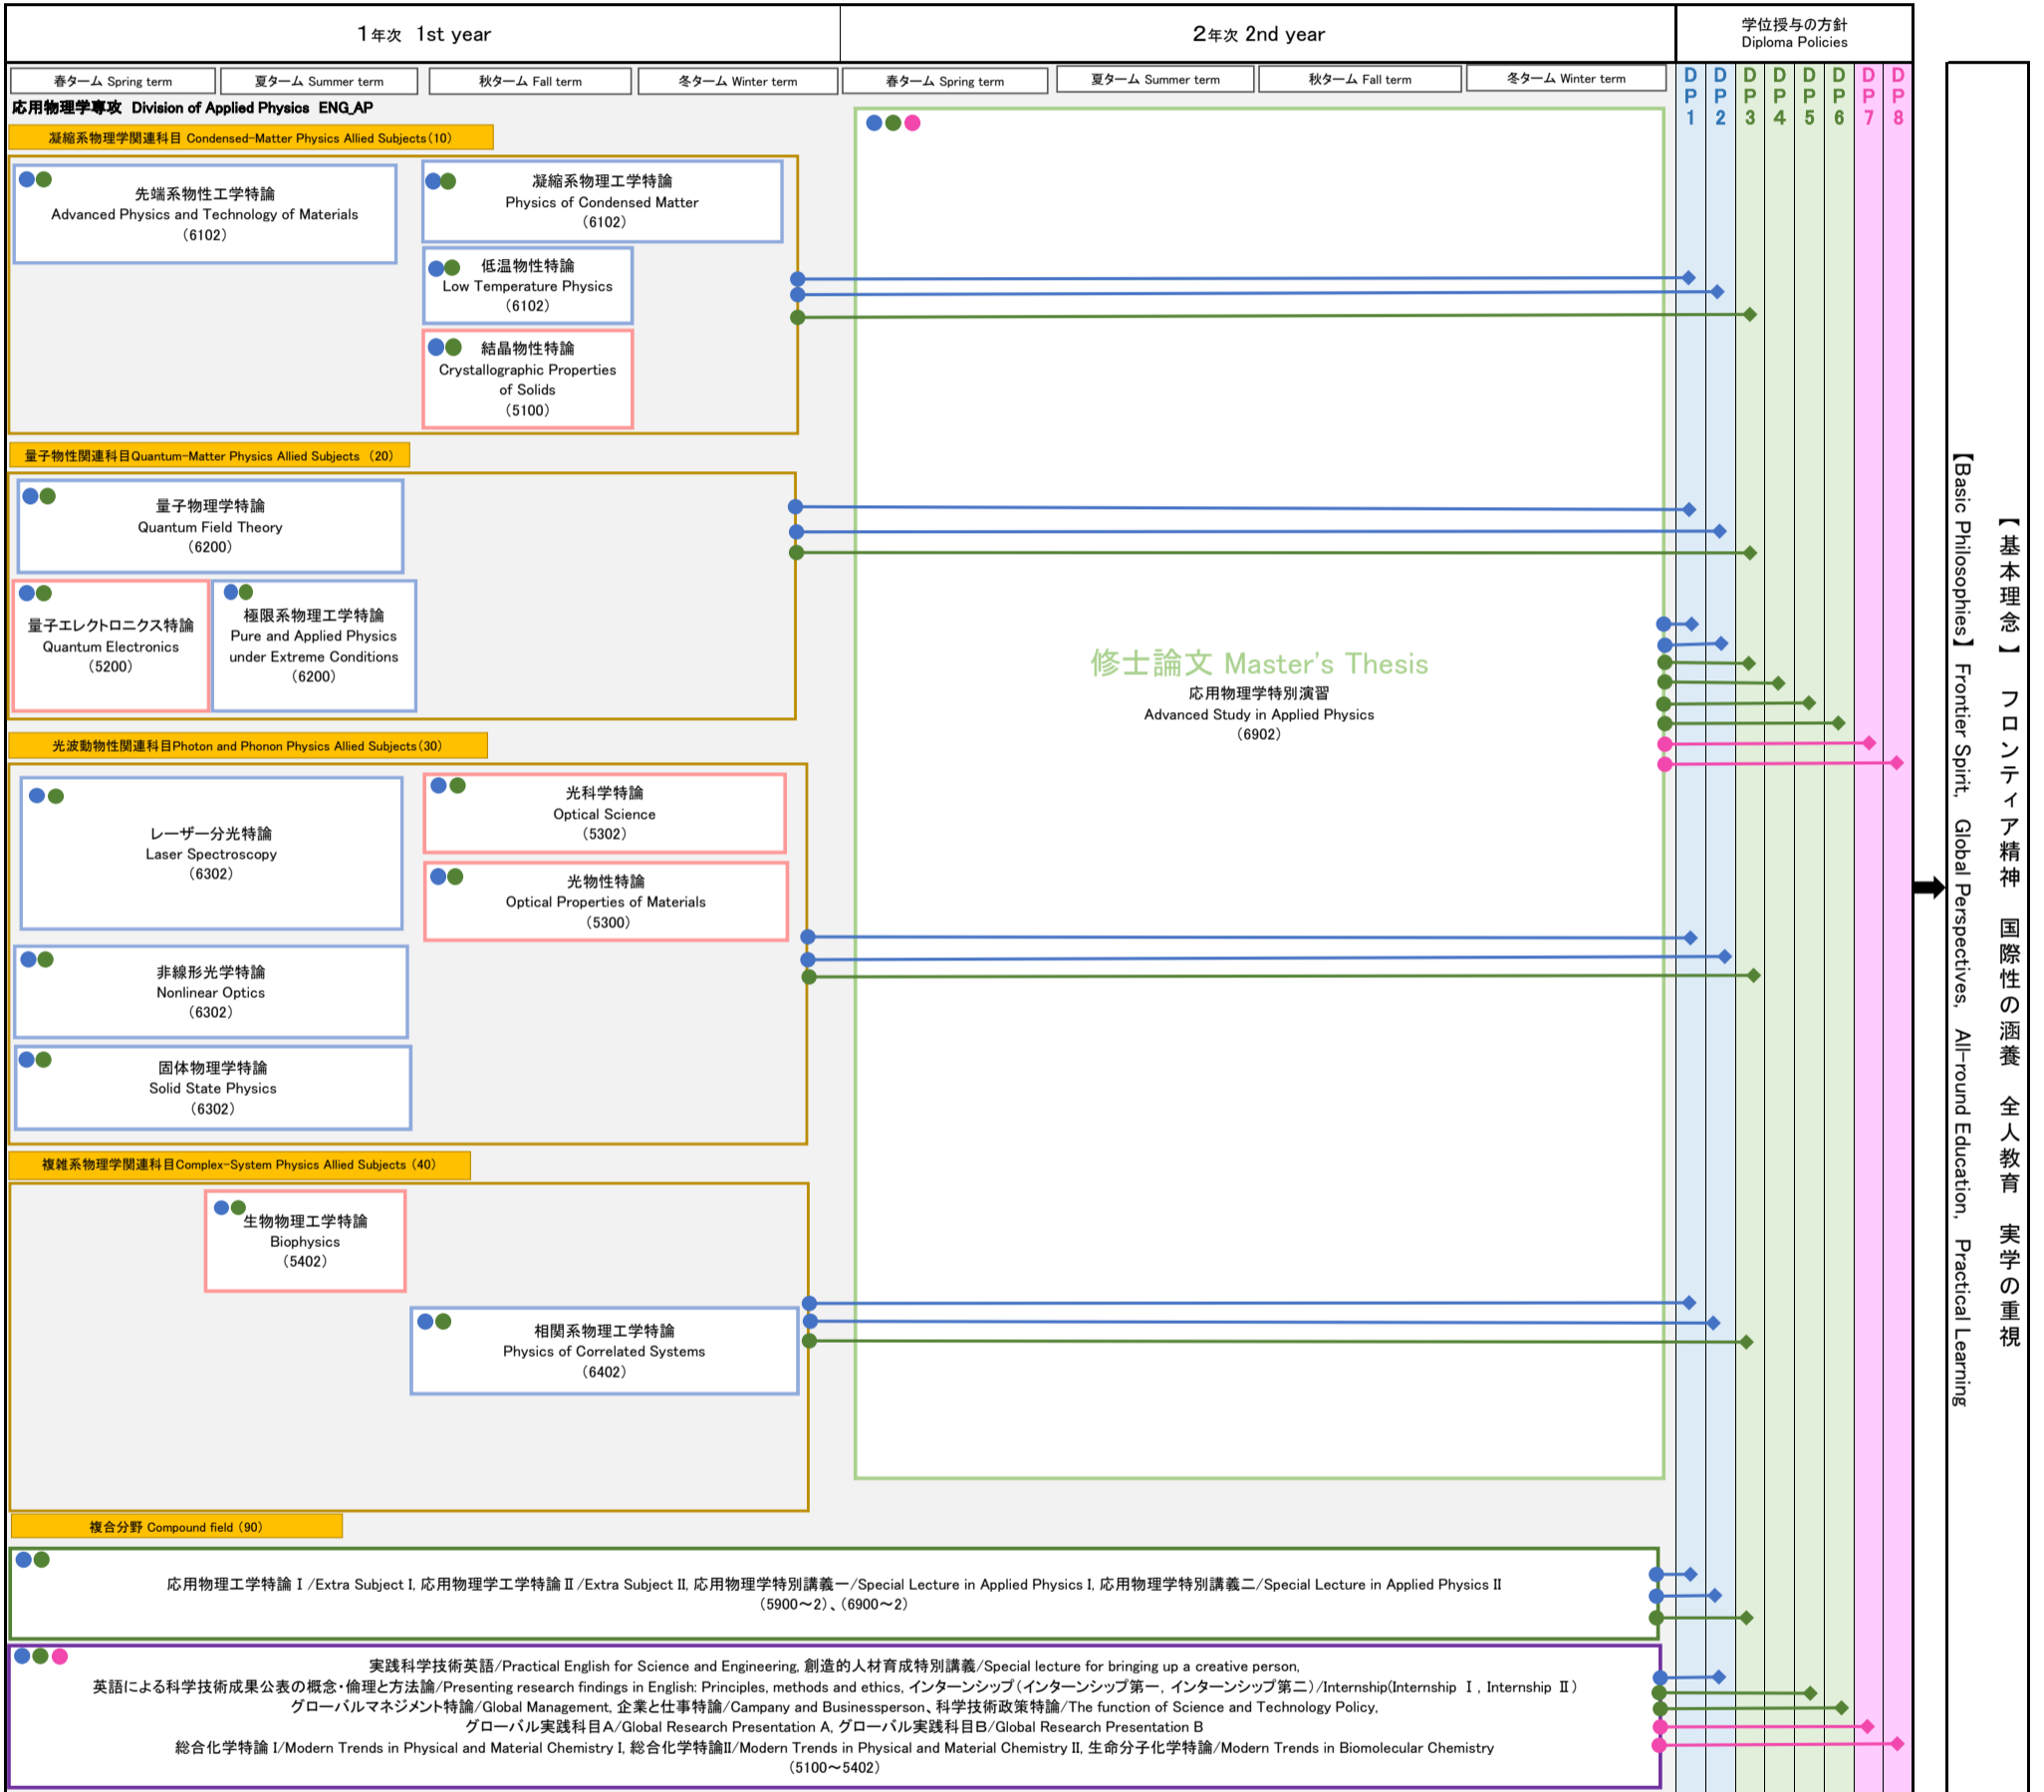 1年次 1st year
2年次 2nd year
学位授与の方針
Diploma Policies
春ターム Spring term
夏ターム Summer term
秋ターム Fall term
冬ターム Winter term
春ターム Spring term
夏ターム Summer term
秋ターム Fall term
冬ターム Winter term
DP1
DP2
DP3
DP4
DP5
DP6
DP7
DP8
応用物理学専攻 Division of Applied Physics ENG_AP
凝縮系物理学関連科目 Condensed-Matter Physics Allied Subjects(10)
先端系物性工学特論
Advanced Physics and Technology of Materials
(6102)
凝縮系物理工学特論
Physics of Condensed Matter
(6102)
低温物性特論
Low Temperature Physics
(6102)
結晶物性特論
Crystallographic Properties
of Solids
(5100)
量子物性関連科目Quantum-Matter Physics Allied Subjects (20)
量子物理学特論
Quantum Field Theory
(6200)
量子エレクトロニクス特論
Quantum Electronics
(5200)
極限系物理工学特論
Pure and Applied Physics
under Extreme Conditions
(6200)
修士論文 Master's Thesis
応用物理学特別演習
Advanced Study in Applied Physics
(6902)
光波動物性関連科目Photon and Phonon Physics Allied Subjects(30)
レーザー分光特論
Laser Spectroscopy
(6302)
光科学特論
Optical Science
(5302)
光物性特論
Optical Properties of Materials
(5300)
非線形光学特論
Nonlinear Optics
(6302)
固体物理学特論
Solid State Physics
(6302)
複雑系物理学関連科目Complex-System Physics Allied Subjects (40)
生物物理工学特論
Biophysics
(5402)
相関系物理工学特論
Physics of Correlated Systems
(6402)
複合分野 Compound field (90)
応用物理工学特論Ⅰ/Extra Subject I, 応用物理学工学特論Ⅱ/Extra Subject II, 応用物理学特別講義一/Special Lecture in Applied Physics I, 応用物理学特別講義二/Special Lecture in Applied Physics II
(5900～2)、(6900～2)
実践科学技術英語/Practical English for Science and Engineering, 創造的人材育成特別講義/Special lecture for bringing up a creative person,
英語による科学技術成果公表の概念・倫理と方法論/Presenting research findings in English: Principles, methods and ethics, インターンシップ(インターンシップ第一, インターンシップ第二)/Internship(Internship Ⅰ, Internship Ⅱ)
グローバルマネジメント特論/Global Management, 企業と仕事特論/Campany and Businessperson、科学技術政策特論/The function of Science and Technology Policy,
グローバル実践科目A/Global Research Presentation A, グローバル実践科目B/Global Research Presentation B
総合化学特論 I/Modern Trends in Physical and Material Chemistry I, 総合化学特論II/Modern Trends in Physical and Material Chemistry II, 生命分子化学特論/Modern Trends in Biomolecular Chemistry
(5100～5402)
【基本理念】 フロンティア精神 国際性の涵養 全人教育 実学の重視
【Basic Philosophies】 Frontier Spirit, Global Perspectives, All-round Education, Practical Learning